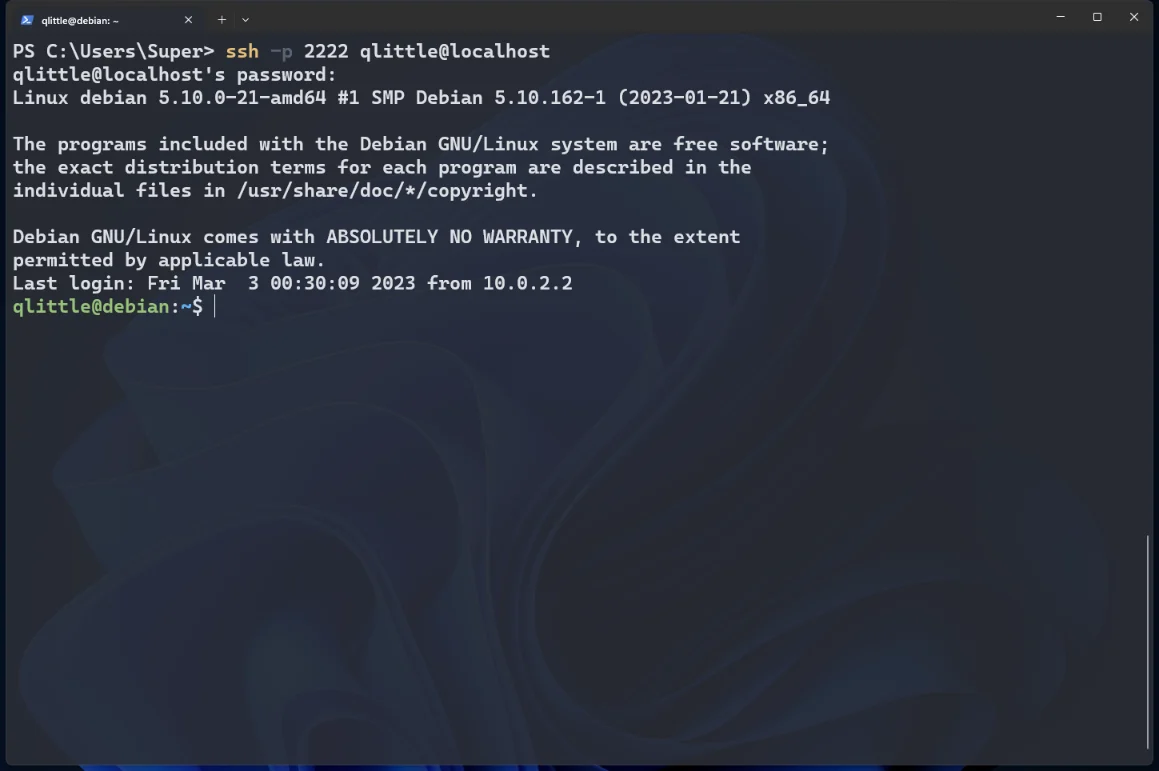 qlittle@debian: ~
PS C:\Users\Super> ssh -p 2222 qlittle@localhost
qlittle@localhost's password:
Linux debian 5.10.0-21-amd64 #1 SMP Debian 5.10.162-1 (2023-01-21) x86_64
The programs included with the Debian GNU/Linux system are free software;
the exact distribution terms for each program are described in the
individual files in /usr/share/doc/*/copyright.
Debian GNU/Linux comes with ABSOLUTELY NO WARRANTY, to the extent
permitted by applicable law.
Last login: Fri Mar  3 00:30:09 2023 from 10.0.2.2
qlittle@debian:~$